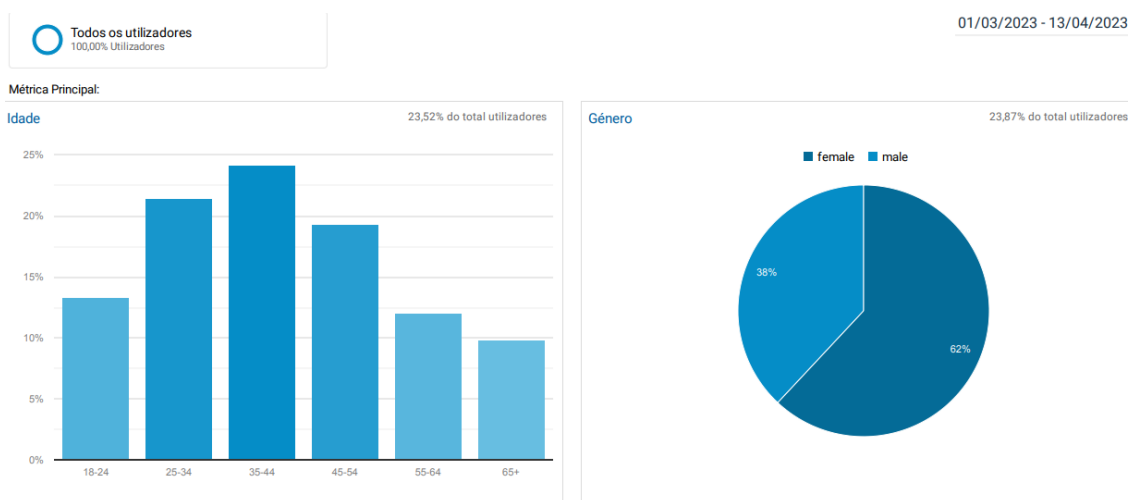 Todos os utilizadores
100,00% Utilizadores
01/03/2023 - 13/04/2023
Métrica Principal:
Idade
23,52% do total utilizadores
25%
20%
15%
10%
5%
0%
18-24 25-34 35-44 45-54 55-64 65+
Género
23,87% do total utilizadores
female male
38%
62%